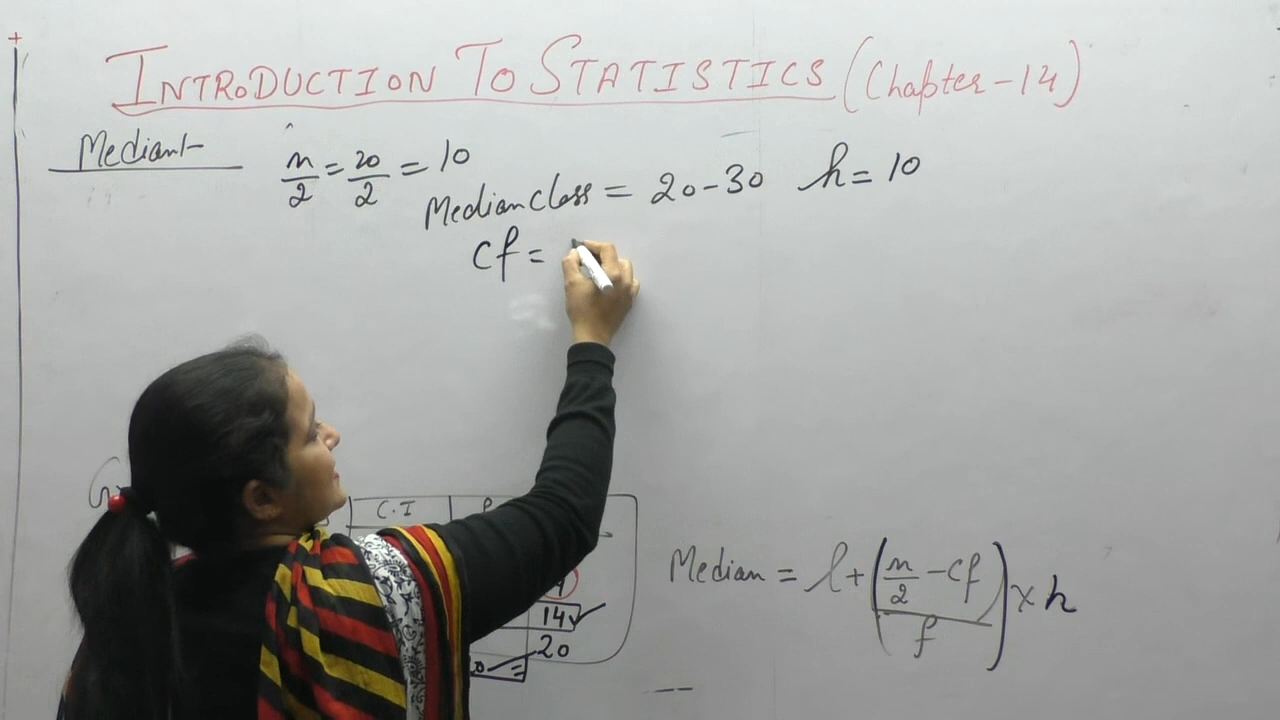 INTRODUCTION TO STATISTICS (Chapter-14)
Median:-
n/2 = 20/2 = 10
Median class = 20-30 h = 10
cf =
C.I
14 ✓
20
Median = l + ((n/2 - cf)/f) × h